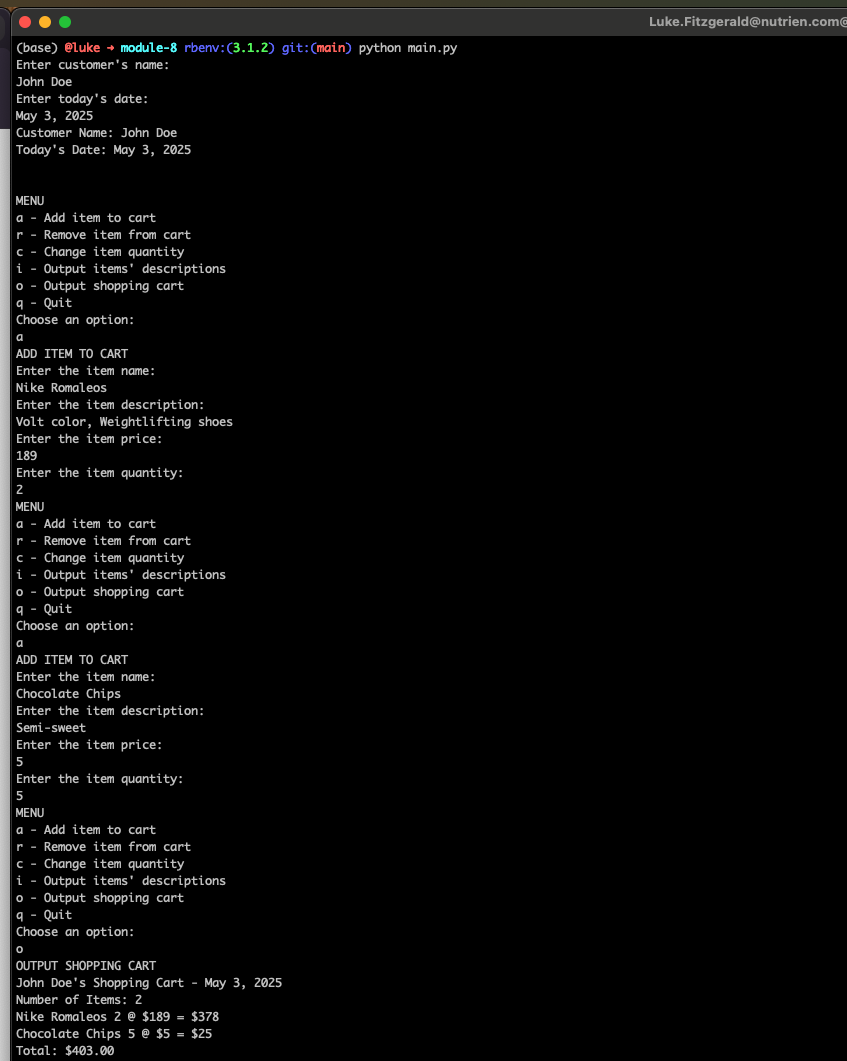 Luke.Fitzgerald@nutrien.com@
(base) @luke → module-8 rbenv:(3.1.2) git:(main) python main.py
Enter customer's name:
John Doe
Enter today's date:
May 3, 2025
Customer Name: John Doe
Today's Date: May 3, 2025
MENU
a - Add item to cart
r - Remove item from cart
c - Change item quantity
i - Output items' descriptions
o - Output shopping cart
q - Quit
Choose an option:
a
ADD ITEM TO CART
Enter the item name:
Nike Romaleos
Enter the item description:
Volt color, Weightlifting shoes
Enter the item price:
189
Enter the item quantity:
2
MENU
a - Add item to cart
r - Remove item from cart
c - Change item quantity
i - Output items' descriptions
o - Output shopping cart
q - Quit
Choose an option:
a
ADD ITEM TO CART
Enter the item name:
Chocolate Chips
Enter the item description:
Semi-sweet
Enter the item price:
5
Enter the item quantity:
5
MENU
a - Add item to cart
r - Remove item from cart
c - Change item quantity
i - Output items' descriptions
o - Output shopping cart
q - Quit
Choose an option:
o
OUTPUT SHOPPING CART
John Doe's Shopping Cart - May 3, 2025
Number of Items: 2
Nike Romaleos 2 @ $189 = $378
Chocolate Chips 5 @ $5 = $25
Total: $403.00